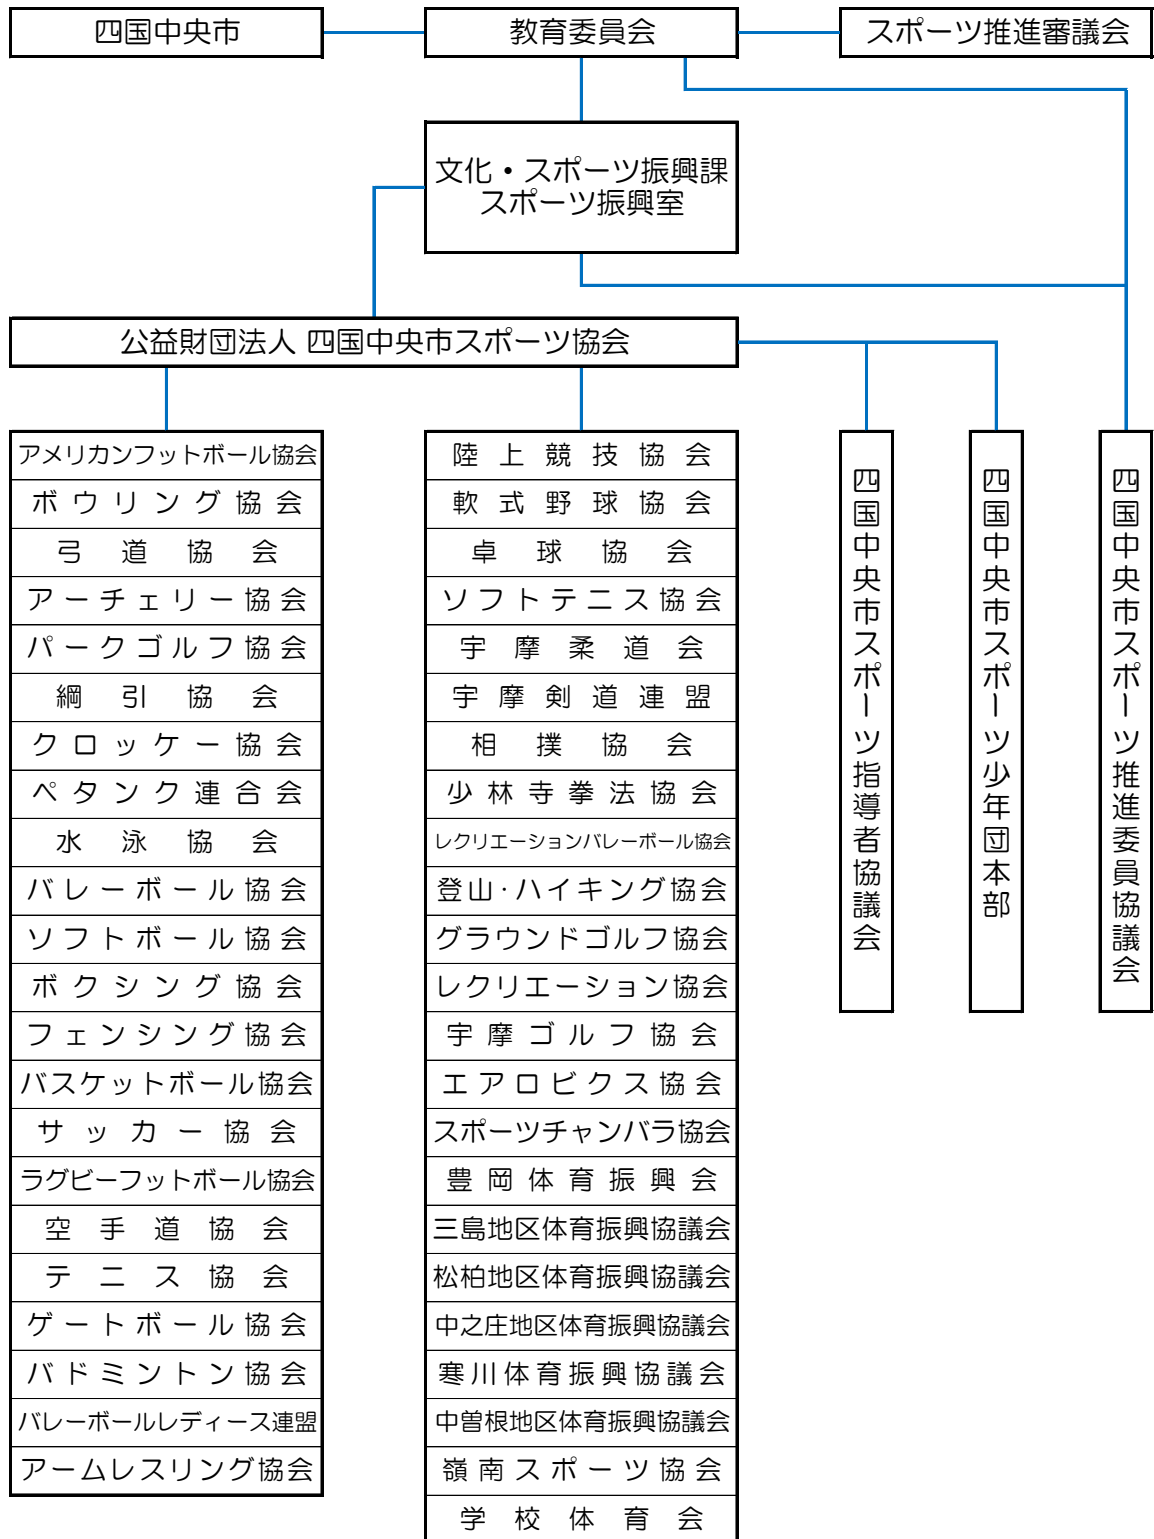 四国中央市
教育委員会
スポーツ推進審議会
文化・スポーツ振興課
スポーツ振興室
公益財団法人 四国中央市スポーツ協会
アメリカンフットボール協会
ボウリング協会
弓道協会
アーチェリー協会
パークゴルフ協会
綱引協会
クロッケー協会
ペタンク連合会
水泳協会
バレーボール協会
ソフトボール協会
ボクシング協会
フェンシング協会
バスケットボール協会
サッカー協会
ラグビーフットボール協会
空手道協会
テニス協会
ゲートボール協会
バドミントン協会
バレーボールレディース連盟
アームレスリング協会
陸上競技協会
軟式野球協会
卓球協会
ソフトテニス協会
宇摩柔道会
宇摩剣道連盟
相撲協会
少林寺拳法協会
レクリエーションバレーボール協会
登山・ハイキング協会
グラウンドゴルフ協会
レクリエーション協会
宇摩ゴルフ協会
エアロビクス協会
スポーツチャンバラ協会
豊岡体育振興会
三島地区体育振興協議会
松柏地区体育振興協議会
中之庄地区体育振興協議会
寒川体育振興協議会
中曽根地区体育振興協議会
嶺南スポーツ協会
学校体育会
四国中央市スポーツ指導者協議会
四国中央市スポーツ少年団本部
四国中央市スポーツ推進委員協議会